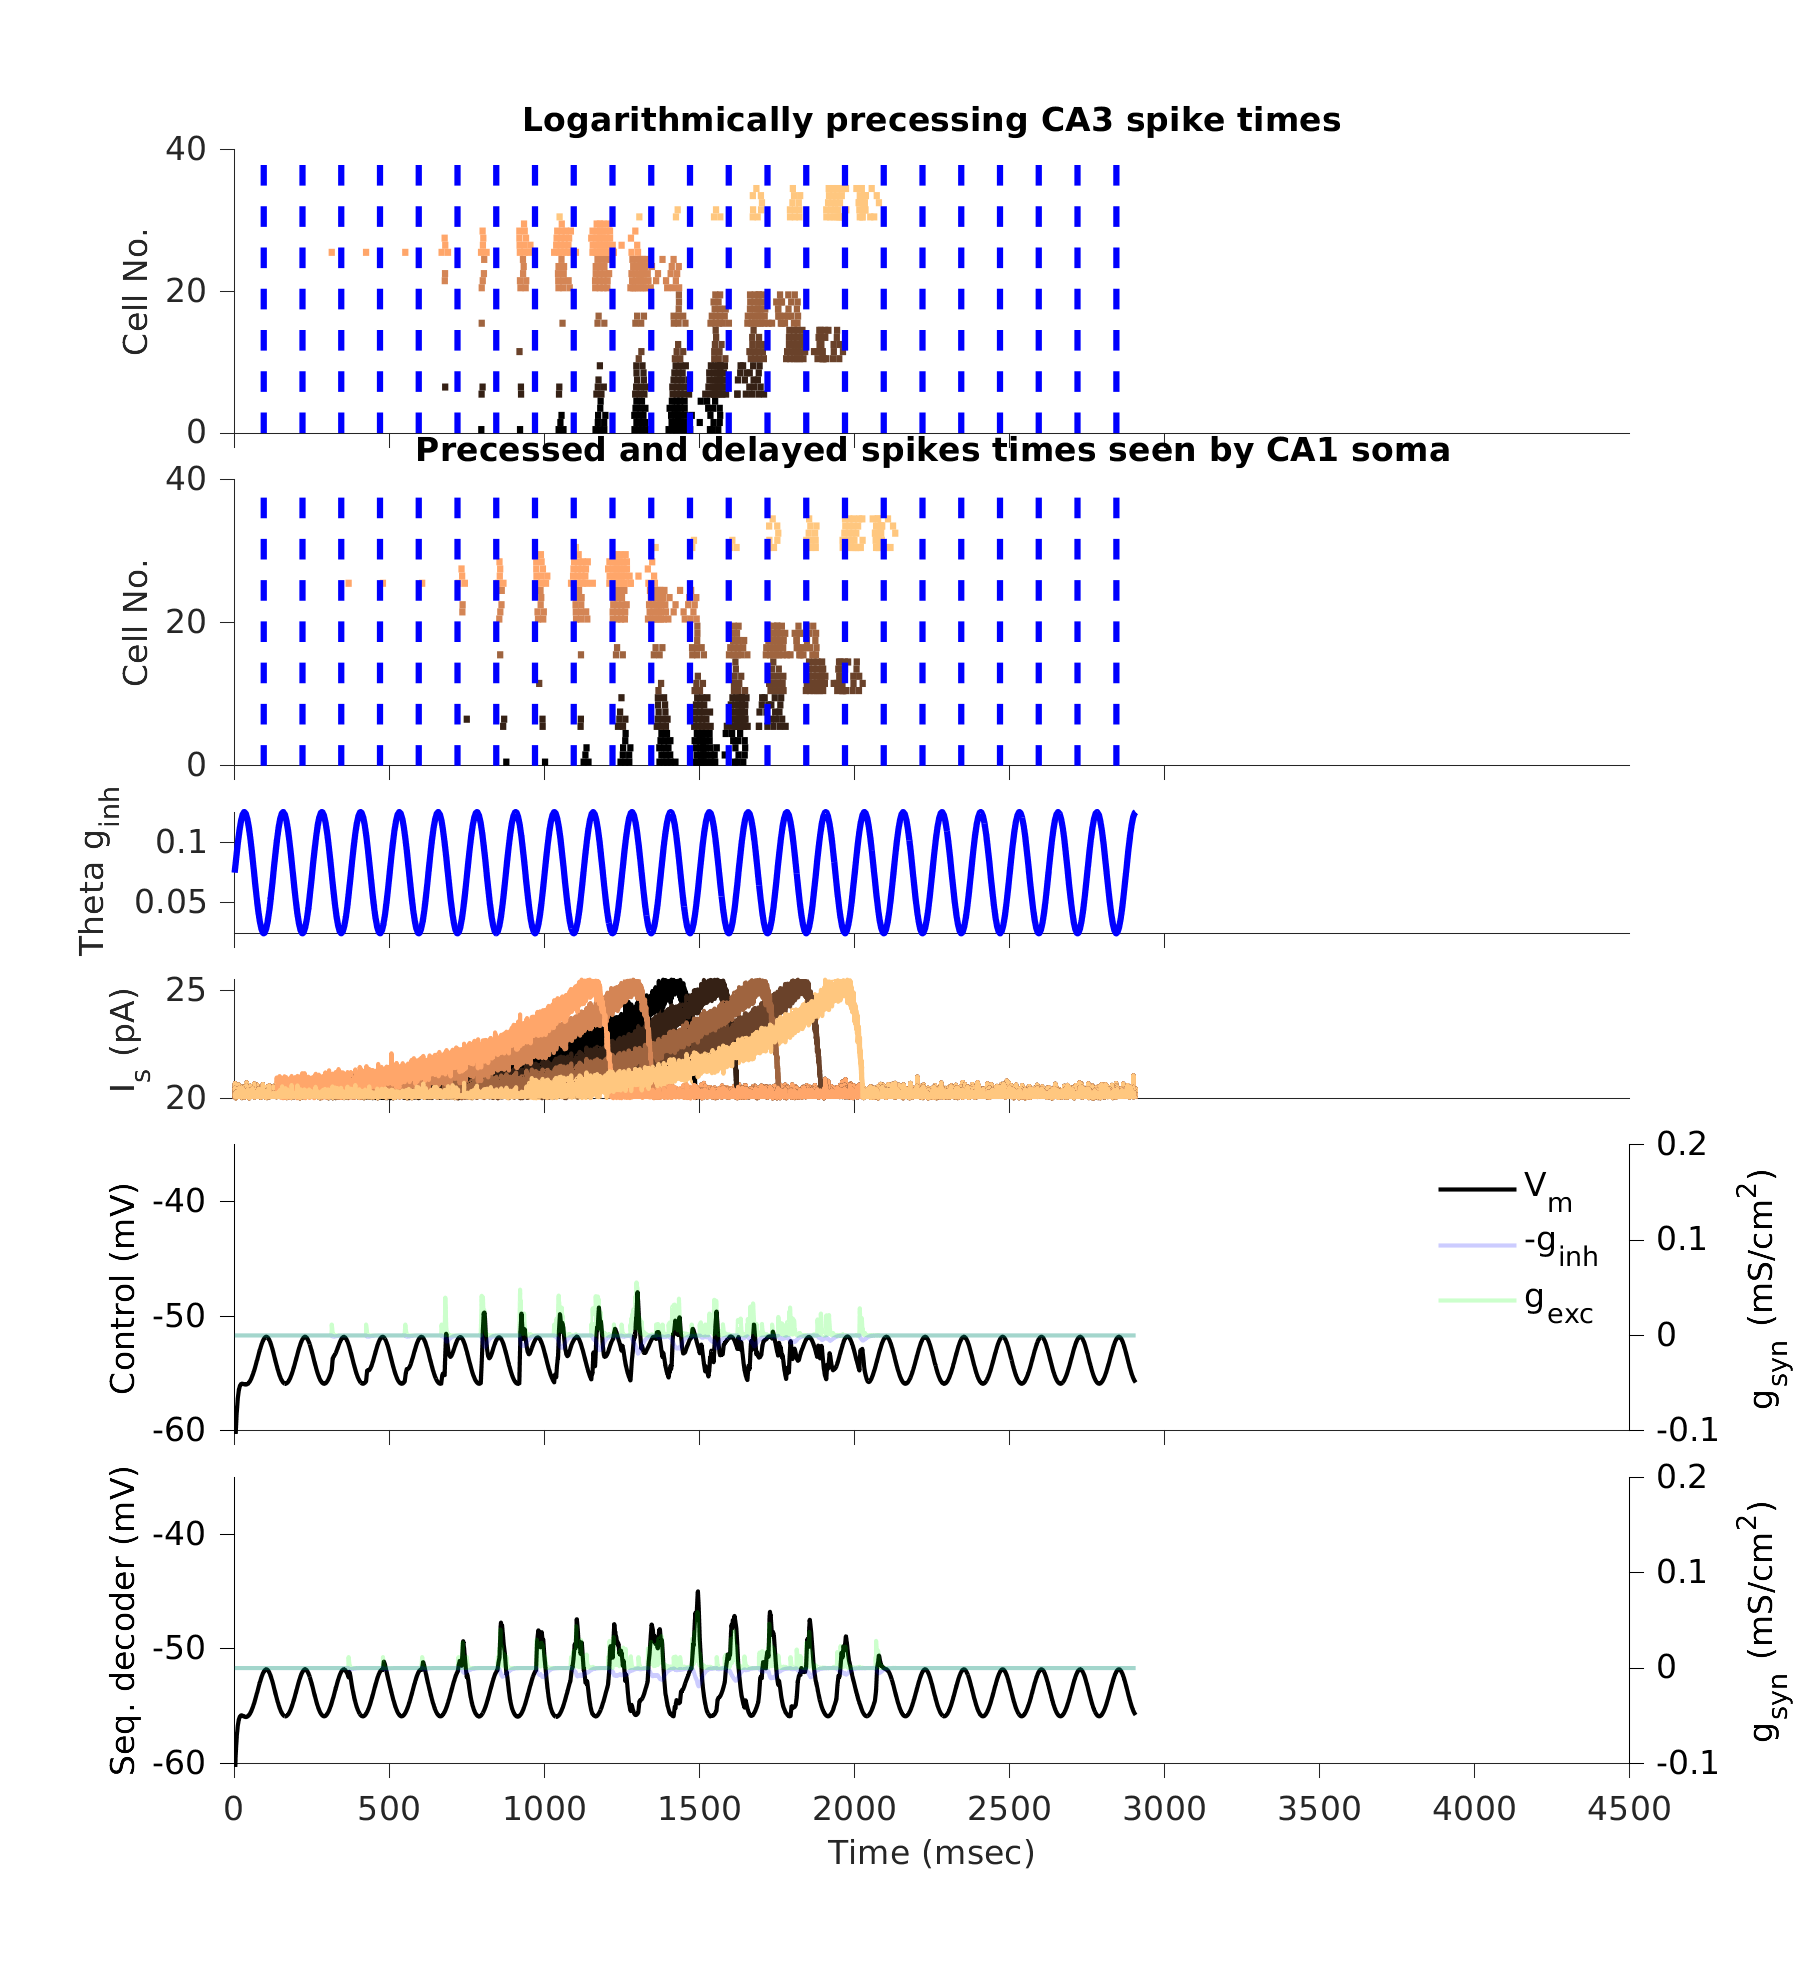 Logarithmically precessing CA3 spike times
40
20
0
Cell No.
Precessed and delayed spikes times seen by CA1 soma
40
20
0
Cell No.
0.1
0.05
Theta g_inh
25
20
I_s (pA)
-40
-50
-60
Control (mV)
V_m
-g_inh
g_exc
0.2
0.1
0
-0.1
g_syn (mS/cm^2)
-40
-50
-60
Seq. decoder (mV)
0.2
0.1
0
-0.1
g_syn (mS/cm^2)
0 500 1000 1500 2000 2500 3000 3500 4000 4500
Time (msec)